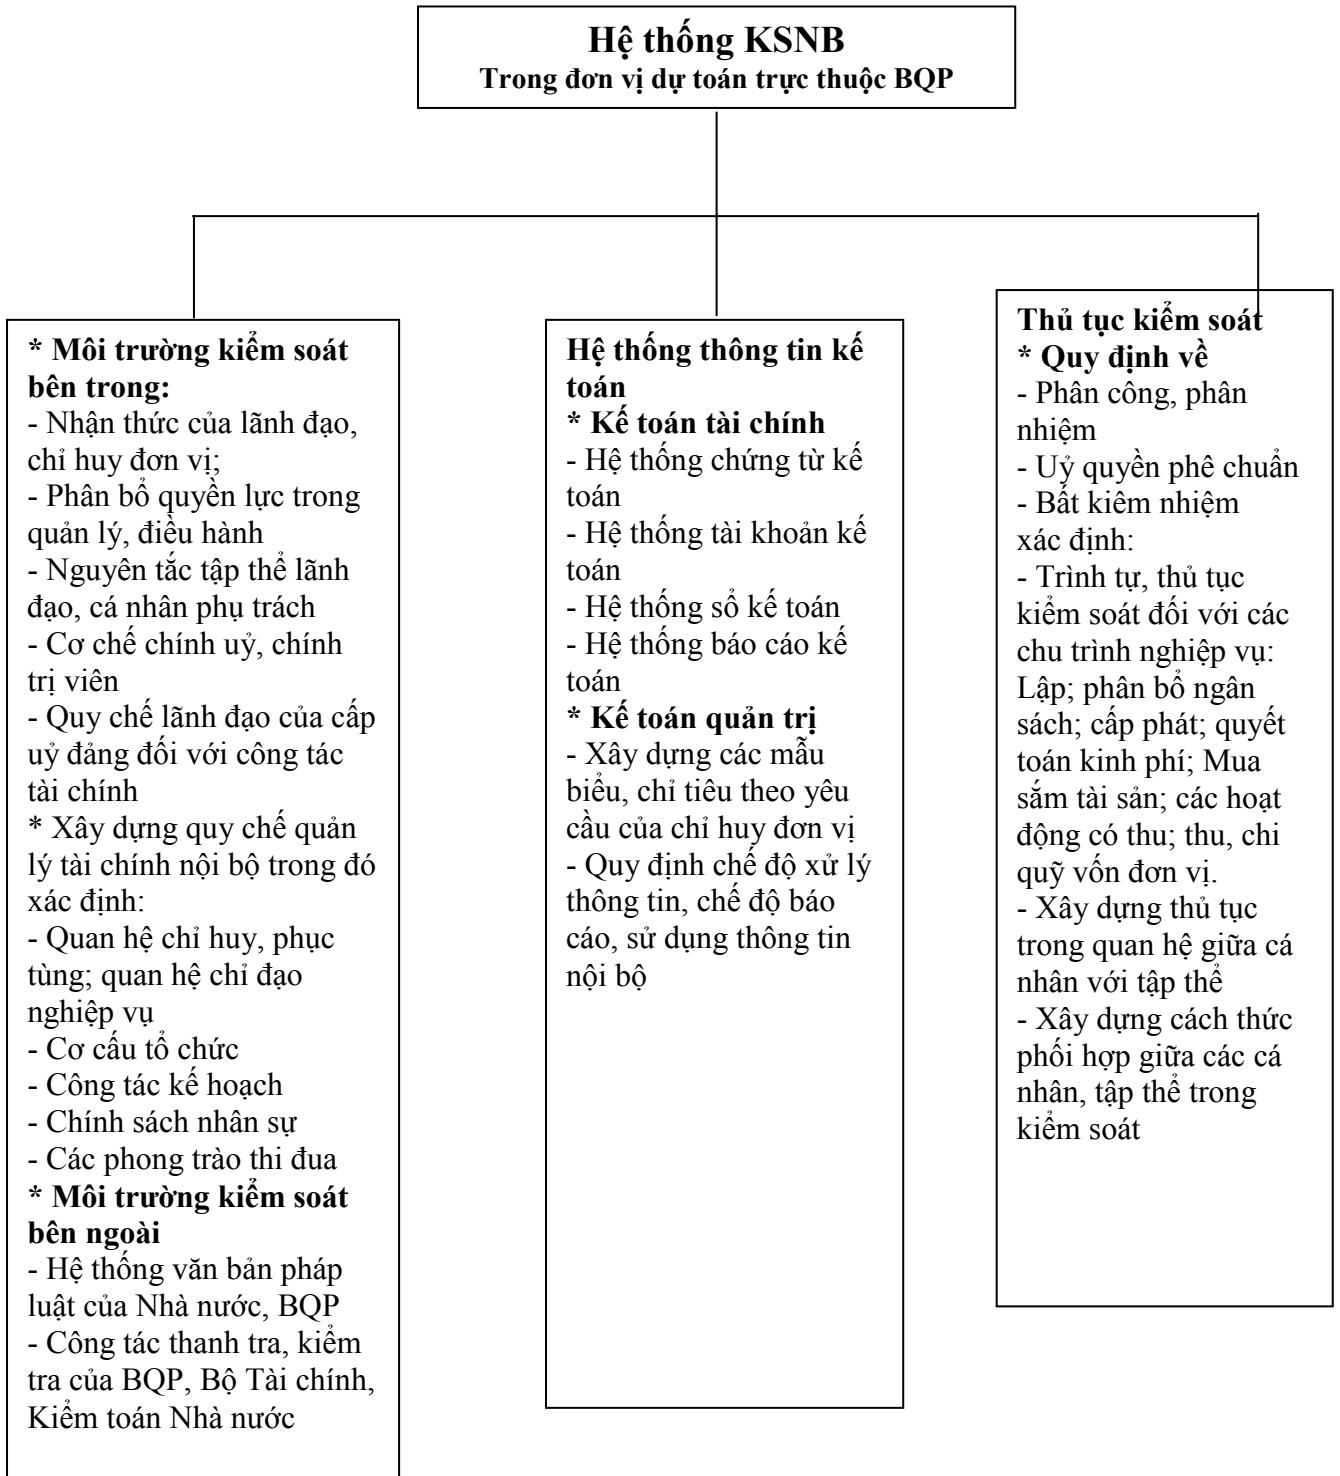 Hệ thống KSNB
Trong đơn vị dự toán trực thuộc BQP
* Môi trường kiểm soát
bên trong:
- Nhận thức của lãnh đạo,
chỉ huy đơn vị;
- Phân bổ quyền lực trong
quản lý, điều hành
- Nguyên tắc tập thể lãnh
đạo, cá nhân phụ trách
- Cơ chế chính uỷ, chính
trị viên
- Quy chế lãnh đạo của cấp
uỷ đảng đối với công tác
tài chính
* Xây dựng quy chế quản
lý tài chính nội bộ trong đó
xác định:
- Quan hệ chỉ huy, phục
tùng; quan hệ chỉ đạo
nghiệp vụ
- Cơ cấu tổ chức
- Công tác kế hoạch
- Chính sách nhân sự
- Các phong trào thi đua
* Môi trường kiểm soát
bên ngoài
- Hệ thống văn bản pháp
luật của Nhà nước, BQP
- Công tác thanh tra, kiểm
tra của BQP, Bộ Tài chính,
Kiểm toán Nhà nước
Hệ thống thông tin kế
toán
* Kế toán tài chính
- Hệ thống chứng từ kế
toán
- Hệ thống tài khoản kế
toán
- Hệ thống sổ kế toán
- Hệ thống báo cáo kế
toán
* Kế toán quản trị
- Xây dựng các mẫu
biểu, chỉ tiêu theo yêu
cầu của chỉ huy đơn vị
- Quy định chế độ xử lý
thông tin, chế độ báo
cáo, sử dụng thông tin
nội bộ
Thủ tục kiểm soát
* Quy định về
- Phân công, phân
nhiệm
- Uỷ quyền phê chuẩn
- Bất kiêm nhiệm
xác định:
- Trình tự, thủ tục
kiểm soát đối với các
chu trình nghiệp vụ:
Lập; phân bổ ngân
sách; cấp phát; quyết
toán kinh phí; Mua
sắm tài sản; các hoạt
động có thu; thu, chi
quỹ vốn đơn vị.
- Xây dựng thủ tục
trong quan hệ giữa cá
nhân với tập thể
- Xây dựng cách thức
phối hợp giữa các cá
nhân, tập thể trong
kiểm soát